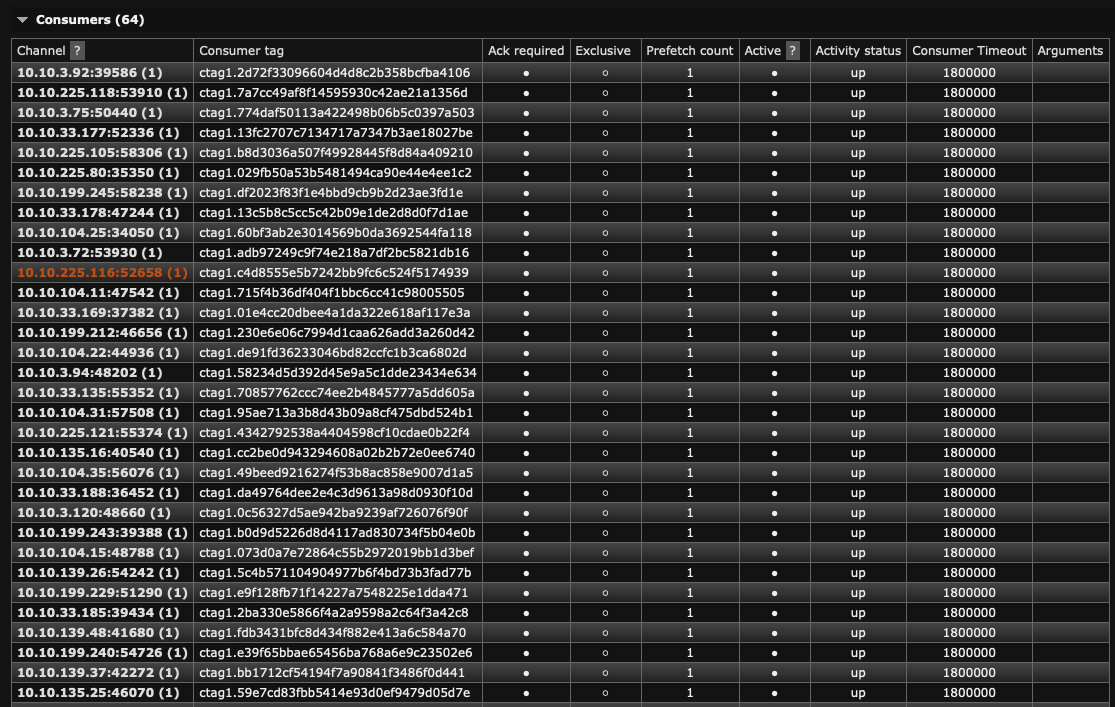 Consumers (64)
Channel ? Consumer tag Ack required Exclusive Prefetch count Active ? Activity status Consumer Timeout Arguments
10.10.3.92:39586 (1) ctag1.2d72f33096604d4d8c2b358bcfba4106 ● ○ 1 ● up 1800000
10.10.225.118:53910 (1) ctag1.7a7cc49af8f14595930c42ae21a1356d ● ○ 1 ● up 1800000
10.10.3.75:50440 (1) ctag1.774daf50113a422498b06b5c0397a503 ● ○ 1 ● up 1800000
10.10.33.177:52336 (1) ctag1.13fc2707c7134717a7347b3ae18027be ● ○ 1 ● up 1800000
10.10.225.105:58306 (1) ctag1.b8d3036a507f49928445f8d84a409210 ● ○ 1 ● up 1800000
10.10.225.80:35350 (1) ctag1.029fb50a53b5481494ca90e44e4ee1c2 ● ○ 1 ● up 1800000
10.10.199.245:58238 (1) ctag1.df2023f83f1e4bbd9cb9b2d23ae3fd1e ● ○ 1 ● up 1800000
10.10.33.178:47244 (1) ctag1.13c5b8c5cc5c42b09e1de2d8d0f7d1ae ● ○ 1 ● up 1800000
10.10.104.25:34050 (1) ctag1.60bf3ab2e3014569b0da3692544fa118 ● ○ 1 ● up 1800000
10.10.3.72:53930 (1) ctag1.adb97249c9f74e218a7df2bc5821db16 ● ○ 1 ● up 1800000
10.10.225.116:52658 (1) ctag1.c4d8555e5b7242bb9fc6c524f5174939 ● ○ 1 ● up 1800000
10.10.104.11:47542 (1) ctag1.715f4b36df404f1bbc6cc41c98005505 ● ○ 1 ● up 1800000
10.10.33.169:37382 (1) ctag1.01e4cc20dbee4a1da322e618af117e3a ● ○ 1 ● up 1800000
10.10.199.212:46656 (1) ctag1.230e6e06c7994d1caa626add3a260d42 ● ○ 1 ● up 1800000
10.10.104.22:44936 (1) ctag1.de91fd36233046bd82ccfc1b3ca6802d ● ○ 1 ● up 1800000
10.10.3.94:48202 (1) ctag1.58234d5d392d45e9a5c1dde23434e634 ● ○ 1 ● up 1800000
10.10.33.135:55352 (1) ctag1.70857762ccc74ee2b4845777a5dd605a ● ○ 1 ● up 1800000
10.10.104.31:57508 (1) ctag1.95ae713a3b8d43b09a8cf475dbd524b1 ● ○ 1 ● up 1800000
10.10.225.121:55374 (1) ctag1.4342792538a4404598cf10cdae0b22f4 ● ○ 1 ● up 1800000
10.10.135.16:40540 (1) ctag1.cc2be0d943294608a02b2b72e0ee6740 ● ○ 1 ● up 1800000
10.10.104.35:56076 (1) ctag1.49beed9216274f53b8ac858e9007d1a5 ● ○ 1 ● up 1800000
10.10.33.188:36452 (1) ctag1.da49764dee2e4c3d9613a98d0930f10d ● ○ 1 ● up 1800000
10.10.3.120:48660 (1) ctag1.0c56327d5ae942ba9239af726076f90f ● ○ 1 ● up 1800000
10.10.199.243:39388 (1) ctag1.b0d9d5226d8d4117ad830734f5b04e0b ● ○ 1 ● up 1800000
10.10.104.15:48788 (1) ctag1.073d0a7e72864c55b2972019bb1d3bef ● ○ 1 ● up 1800000
10.10.139.26:54242 (1) ctag1.5c4b571104904977b6f4bd73b3fad77b ● ○ 1 ● up 1800000
10.10.199.229:51290 (1) ctag1.e9f128fb71f14227a7548225e1dda471 ● ○ 1 ● up 1800000
10.10.33.185:39434 (1) ctag1.2ba330e5866f4a2a9598a2c64f3a42c8 ● ○ 1 ● up 1800000
10.10.139.48:41680 (1) ctag1.fdb3431bfc8d434f882e413a6c584a70 ● ○ 1 ● up 1800000
10.10.199.240:54726 (1) ctag1.e39f65bbae65456ba768a6e9c23502e6 ● ○ 1 ● up 1800000
10.10.139.37:42272 (1) ctag1.bb1712cf54194f7a90841f3486f0d441 ● ○ 1 ● up 1800000
10.10.135.25:46070 (1) ctag1.59e7cd83fbb5414e93d0ef9479d05d7e ● ○ 1 ● up 1800000